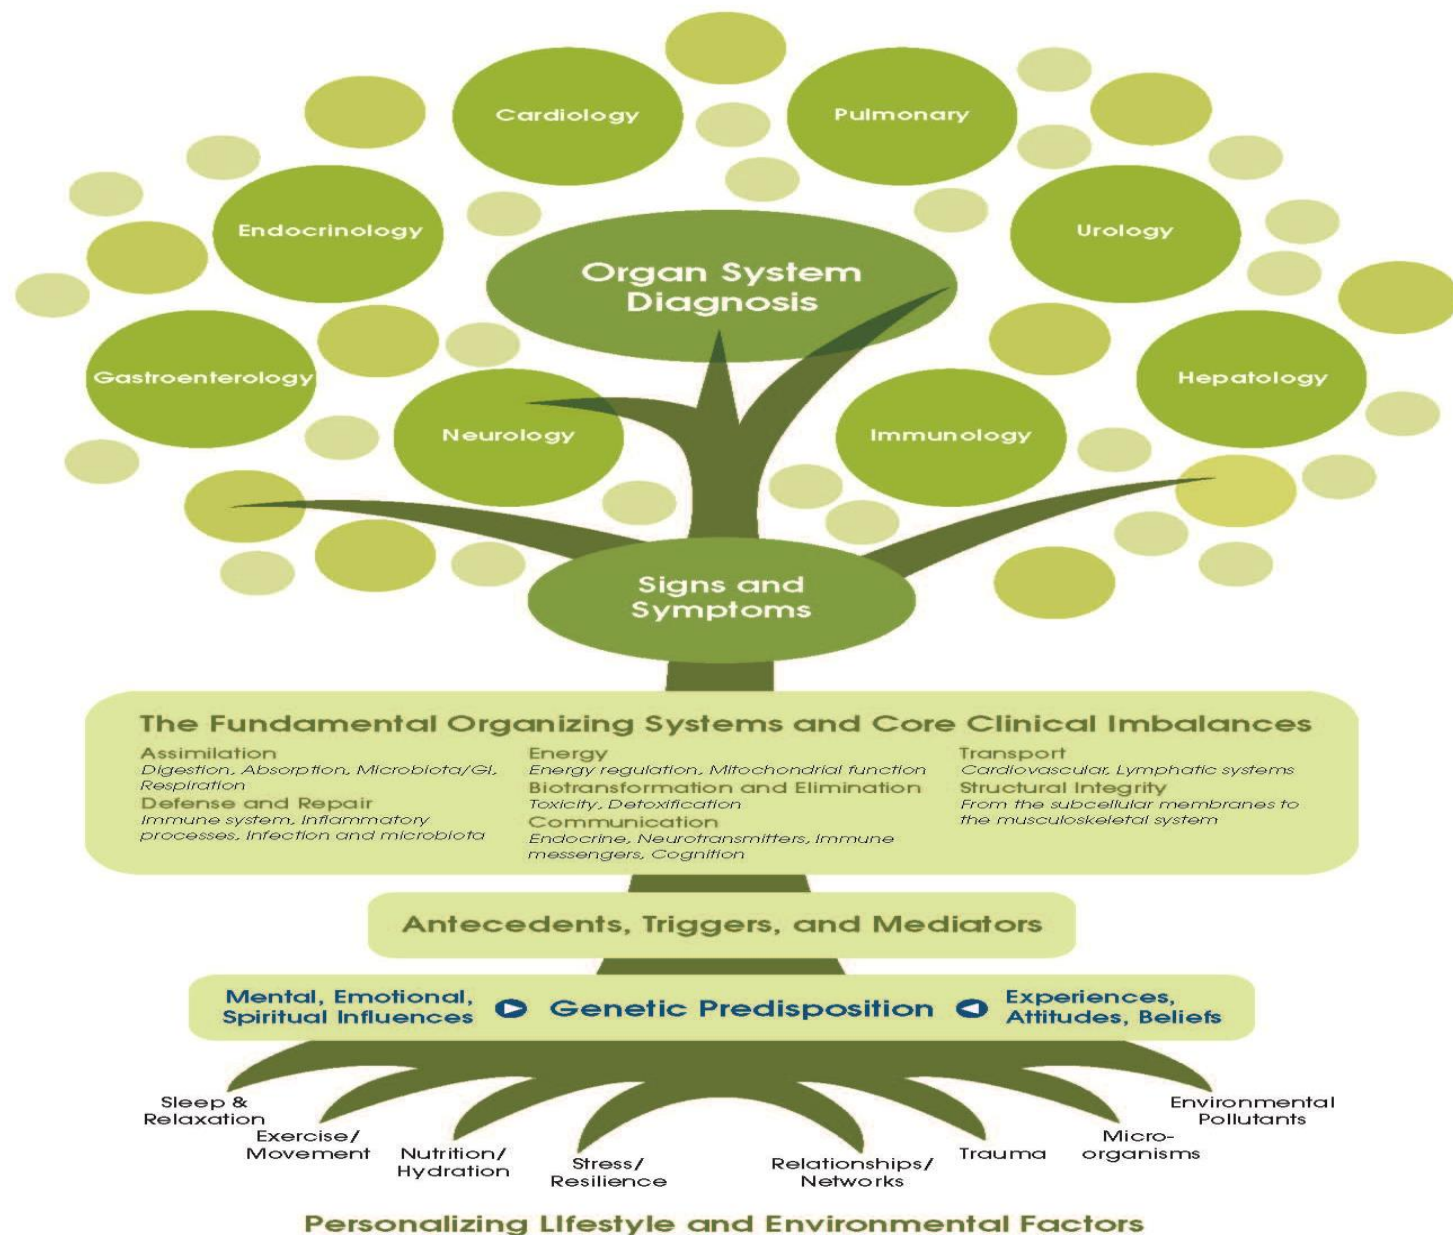 Cardiology
Pulmonary
Endocrinology
Urology
Organ System
Diagnosis
Gastroenterology
Hepatology
Neurology
Immunology
Signs and
Symptoms
The Fundamental Organizing Systems and Core Clinical Imbalances
Assimilation
Digestion, Absorption, Microbiota/GI,
Respiration
Defense and Repair
Immune system, Inflammatory
processes, Infection and microbiota
Energy
Energy regulation, Mitochondrial function
Biotransformation and Elimination
Toxicity, Detoxification
Communication
Endocrine, Neurotransmitters, Immune
messengers, Cognition
Transport
Cardiovascular, Lymphatic systems
Structural Integrity
From the subcellular membranes to
the musculoskeletal system
Antecedents, Triggers, and Mediators
Mental, Emotional,
Spiritual Influences
Genetic Predisposition
Experiences,
Attitudes, Beliefs
Sleep &
Relaxation
Exercise/
Movement
Nutrition/
Hydration
Stress/
Resilience
Relationships/
Networks
Trauma
Micro-
organisms
Environmental
Pollutants
Personalizing Lifestyle and Environmental Factors